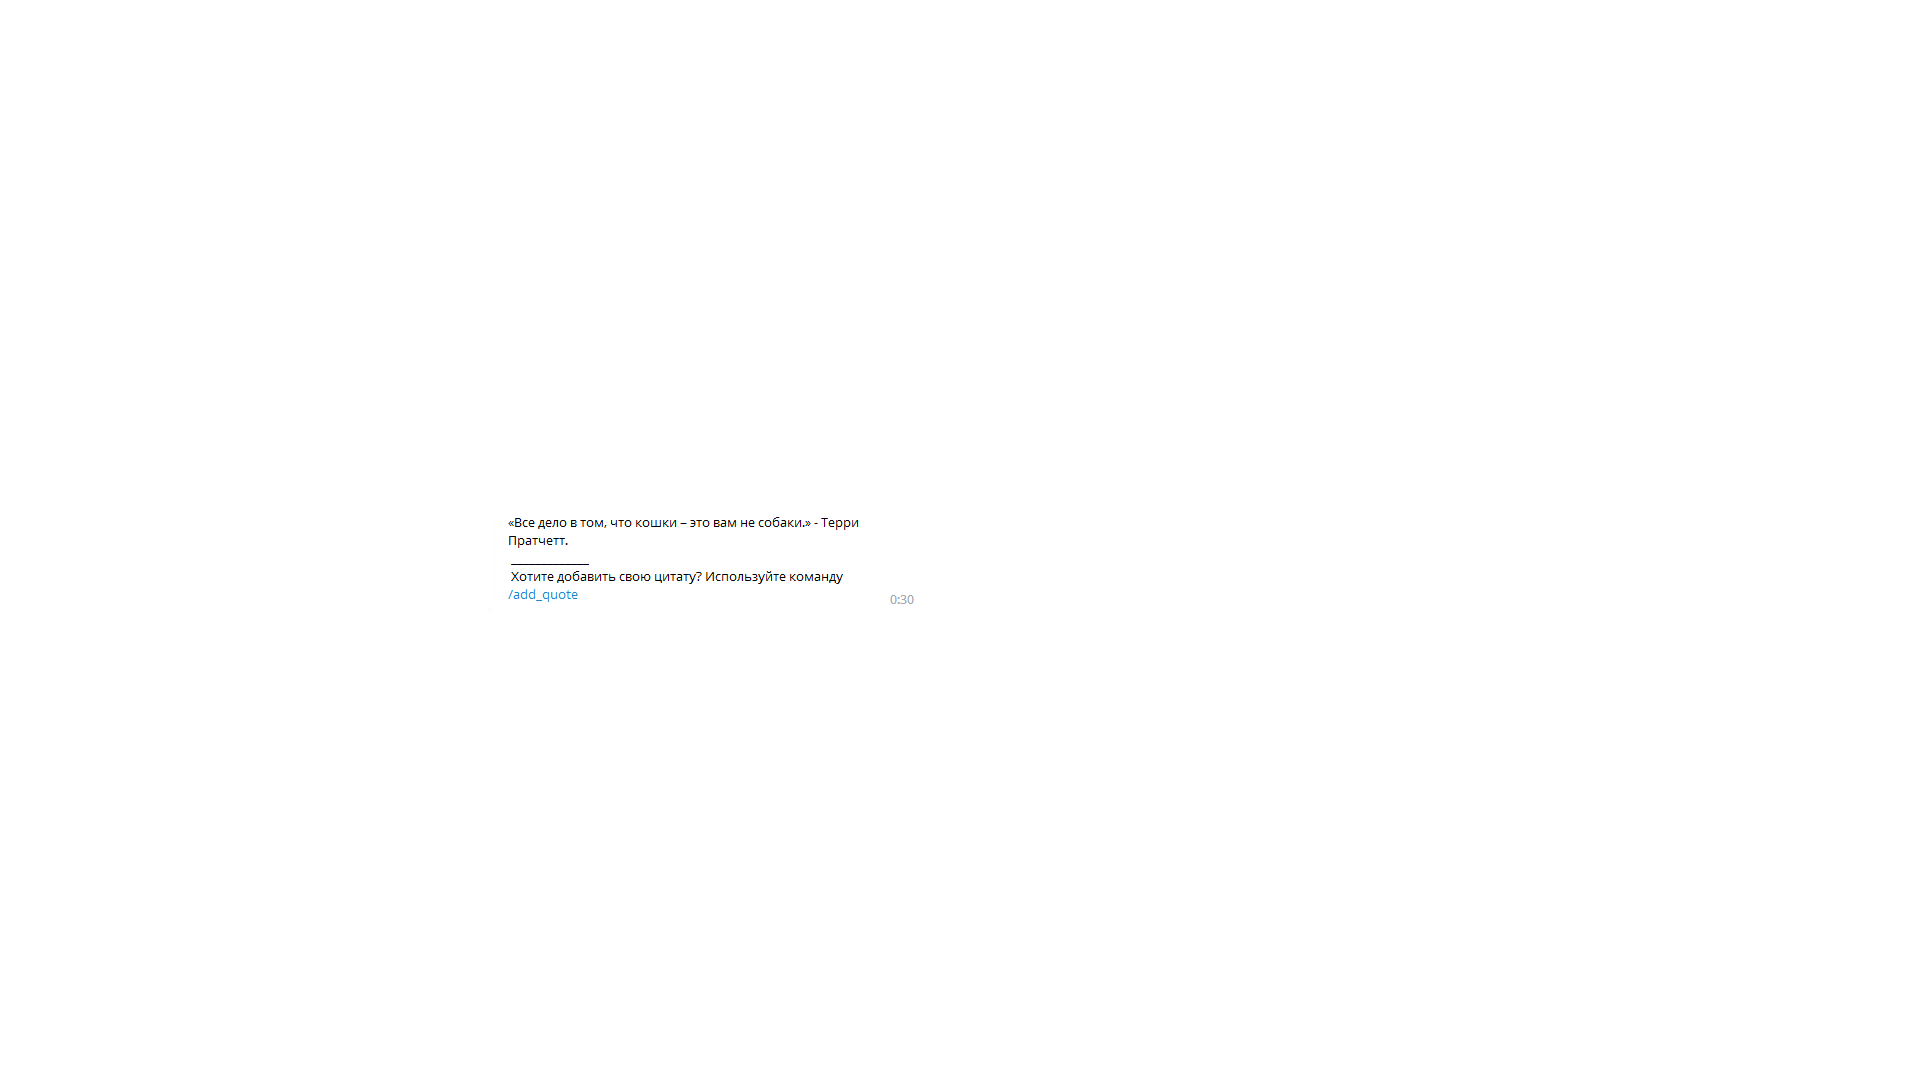 «Все дело в том, что кошки – это вам не собаки.» - Терри
Пратчетт.
____________
Хотите добавить свою цитату? Используйте команду
/add_quote
0:30